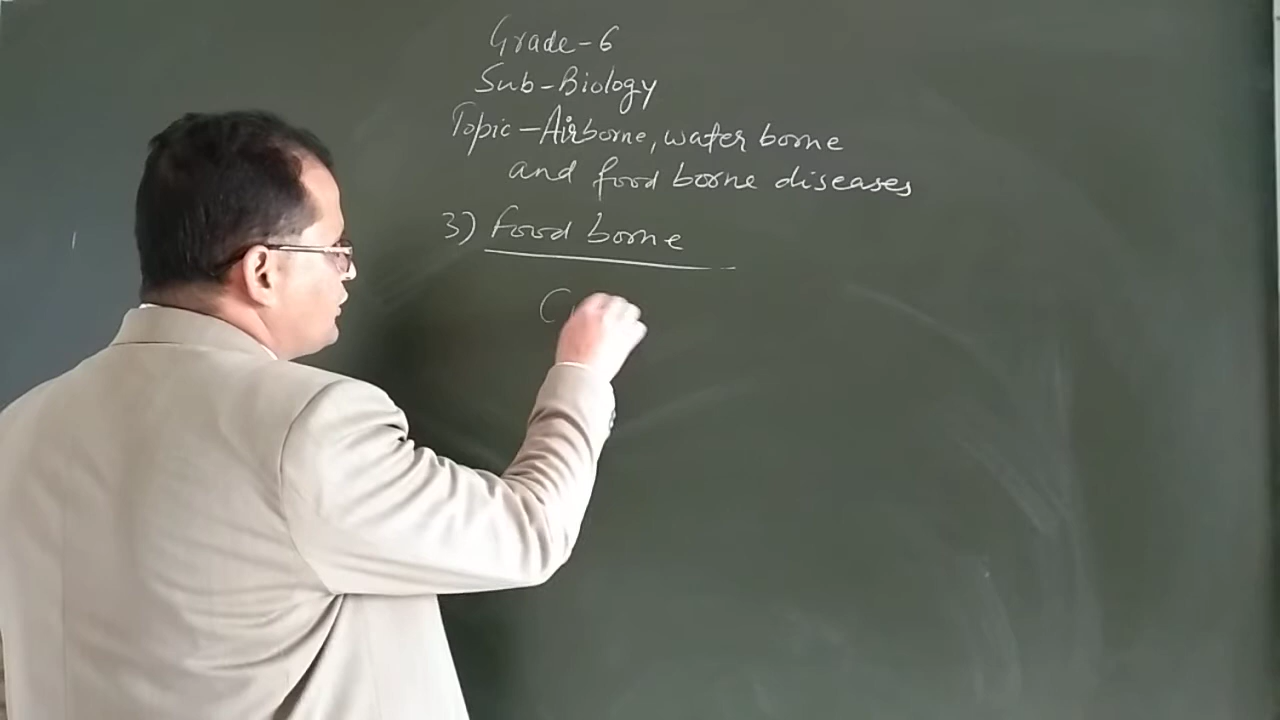 Grade-6
Sub-Biology
Topic-Airborne, water borne
and food borne diseases
3) Food borne
C